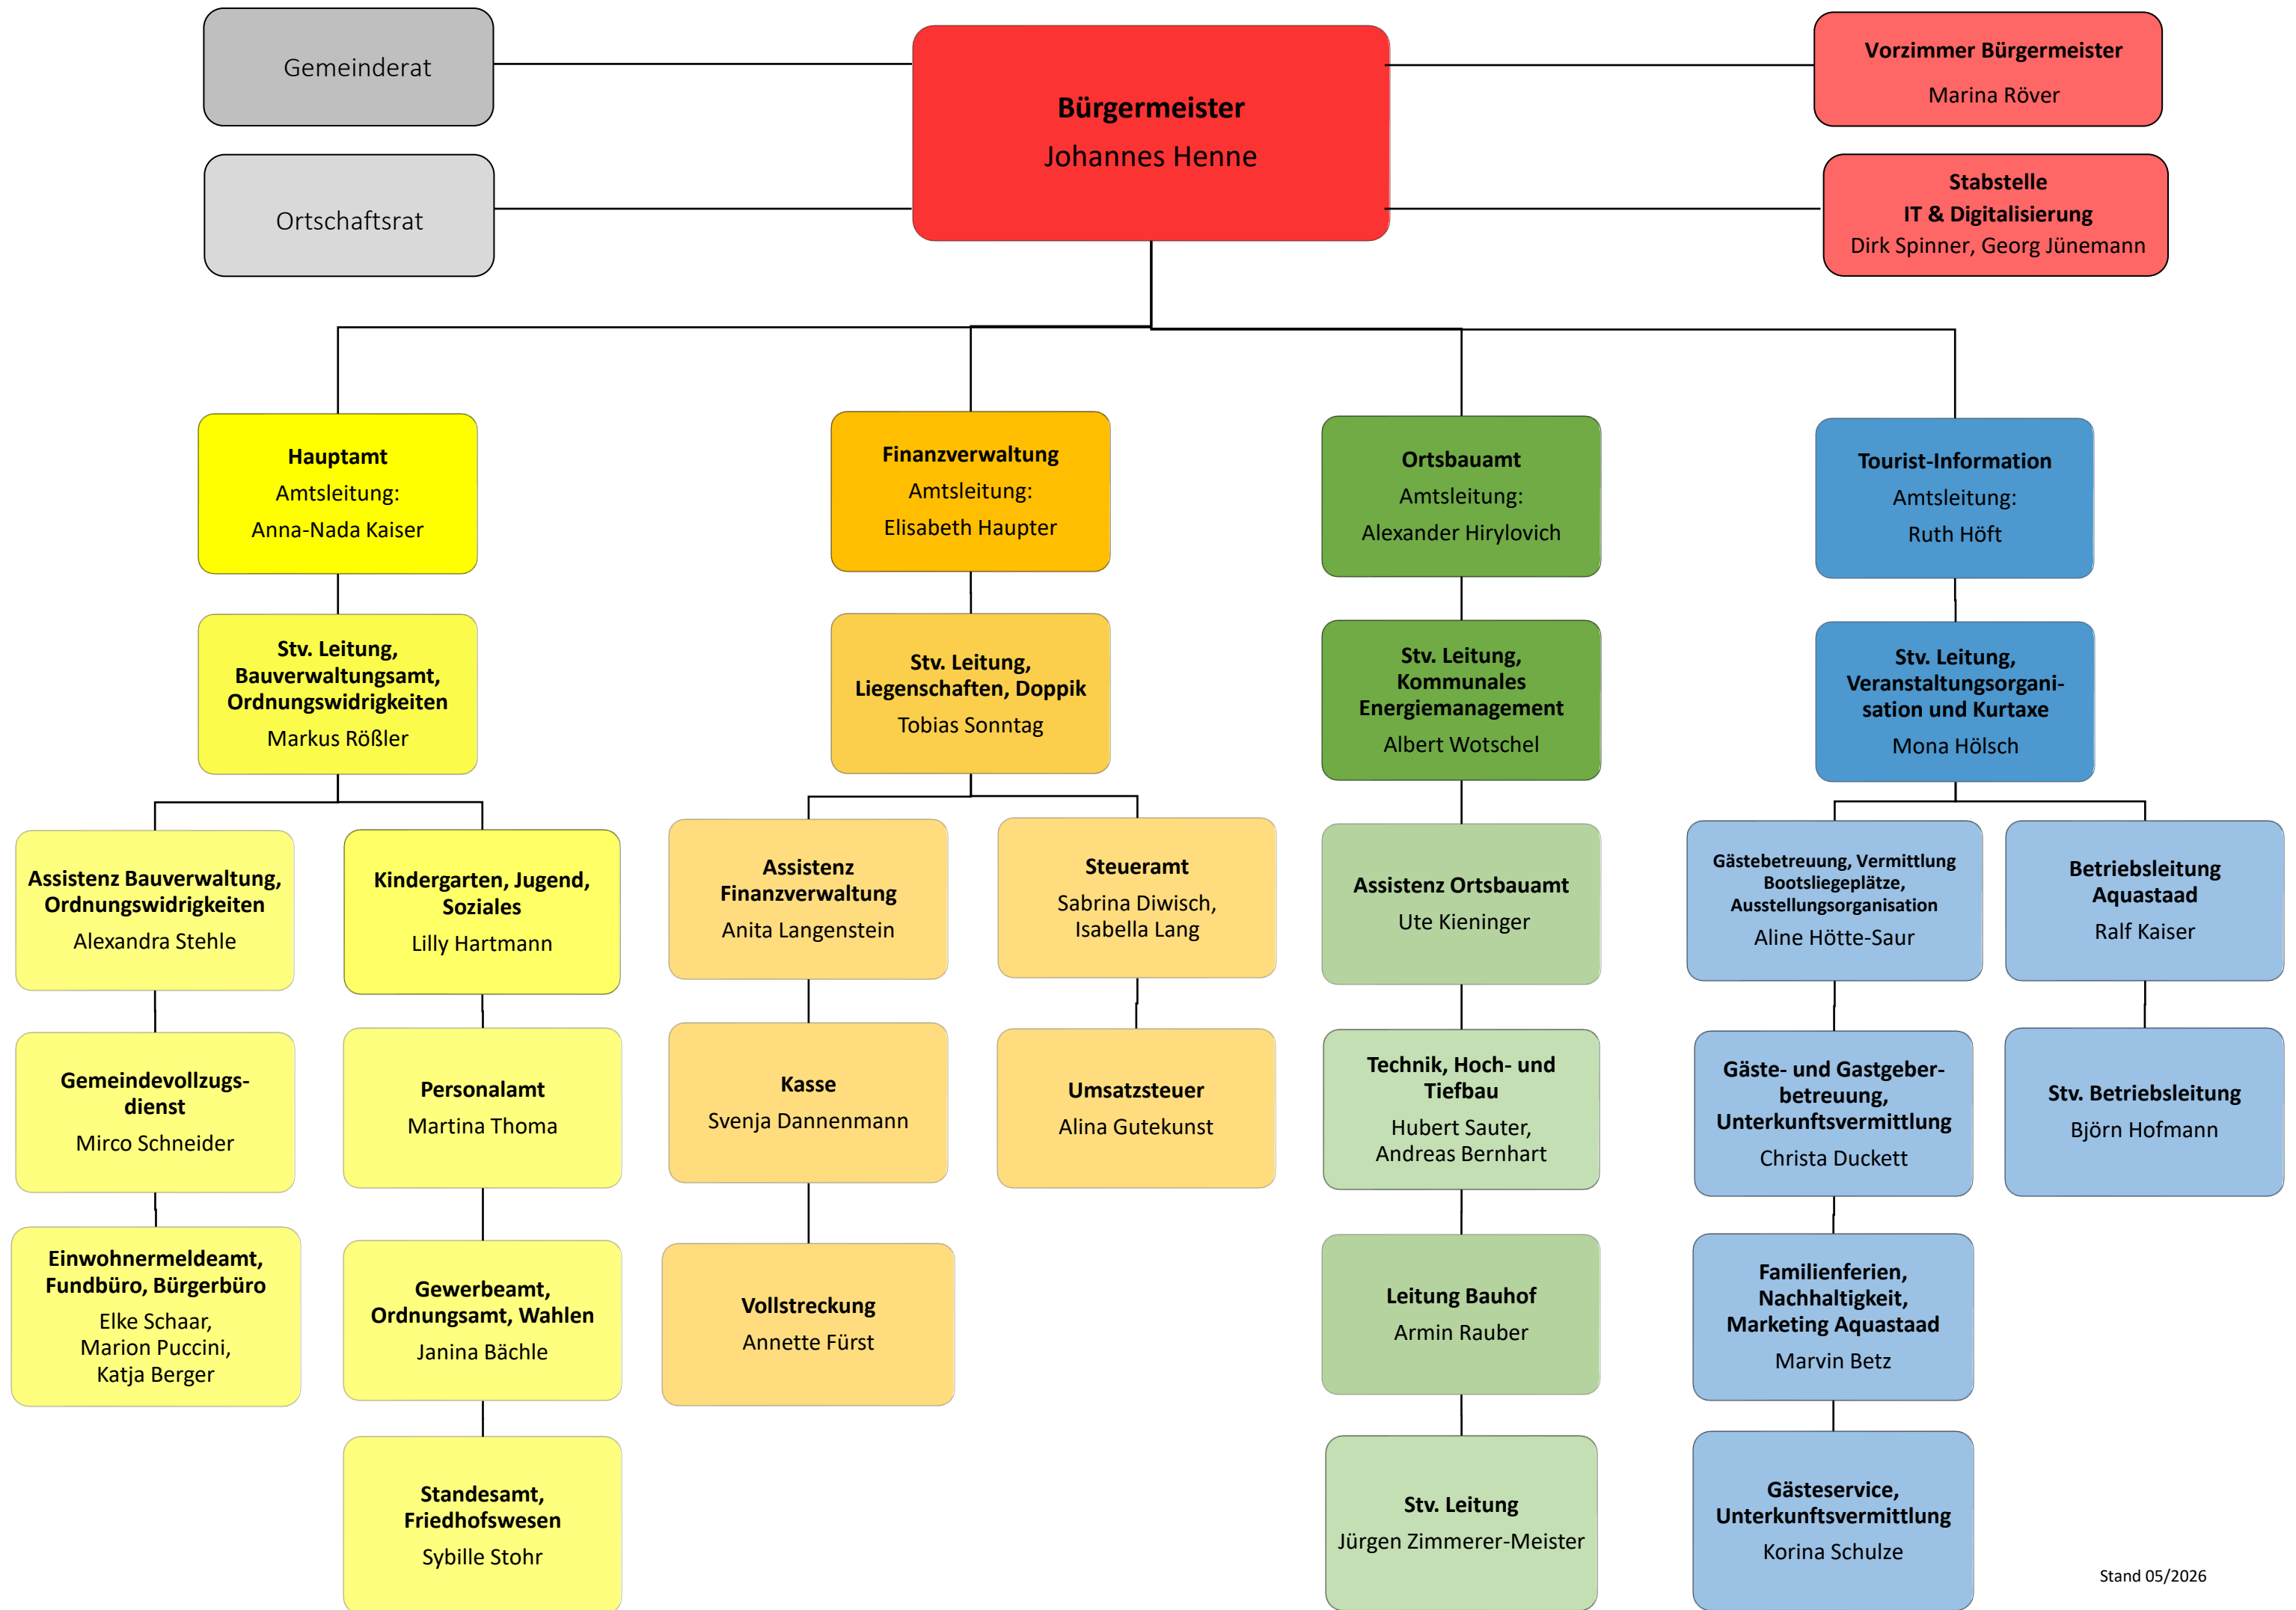 Gemeinderat
Ortschaftsrat
Bürgermeister
Johannes Henne
Vorzimmer Bürgermeister
Marina Röver
Stabstelle
IT & Digitalisierung
Dirk Spinner, Georg Jünemann
Hauptamt
Amtsleitung:
Anna-Nada Kaiser
Finanzverwaltung
Amtsleitung:
Elisabeth Haupter
Ortsbauamt
Amtsleitung:
Alexander Hirylovich
Tourist-Information
Amtsleitung:
Ruth Höft
Stv. Leitung,
Bauverwaltungsamt,
Ordnungswidrigkeiten
Markus Rößler
Stv. Leitung,
Liegenschaften, Doppik
Tobias Sonntag
Stv. Leitung,
Kommunales
Energiemanagement
Albert Wotschel
Stv. Leitung,
Veranstaltungsorgani-
sation und Kurtaxe
Mona Hölsch
Assistenz Bauverwaltung,
Ordnungswidrigkeiten
Alexandra Stehle
Kindergarten, Jugend,
Soziales
Lilly Hartmann
Assistenz
Finanzverwaltung
Anita Langenstein
Steueramt
Sabrina Diwisch,
Isabella Lang
Assistenz Ortsbauamt
Ute Kieninger
Gästebetreuung, Vermittlung
Bootsliegeplätze,
Ausstellungsorganisation
Aline Hötte-Saur
Betriebsleitung
Aquastaad
Ralf Kaiser
Gemeindevollzugs-
dienst
Mirco Schneider
Personalamt
Martina Thoma
Kasse
Svenja Dannenmann
Umsatzsteuer
Alina Gutekunst
Technik, Hoch- und
Tiefbau
Hubert Sauter,
Andreas Bernhart
Gäste- und Gastgeber-
betreuung,
Unterkunftsvermittlung
Christa Duckett
Stv. Betriebsleitung
Björn Hofmann
Einwohnermeldeamt,
Fundbüro, Bürgerbüro
Elke Schaar,
Marion Puccini,
Katja Berger
Gewerbeamt,
Ordnungsamt, Wahlen
Janina Bächle
Vollstreckung
Annette Fürst
Leitung Bauhof
Armin Rauber
Familienferien,
Nachhaltigkeit,
Marketing Aquastaad
Marvin Betz
Standesamt,
Friedhofswesen
Sybille Stohr
Stv. Leitung
Jürgen Zimmerer-Meister
Gästeservice,
Unterkunftsvermittlung
Korina Schulze
Stand 05/2026